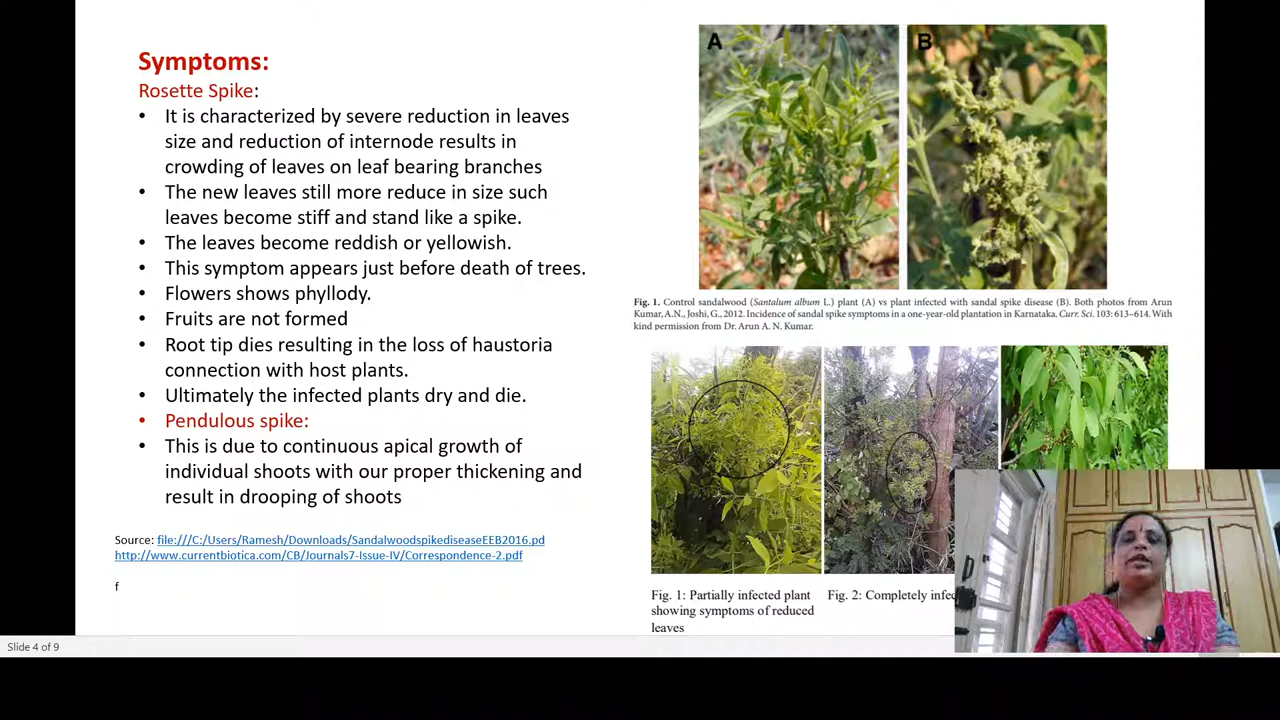 Symptoms:
Rosette Spike:
• It is characterized by severe reduction in leaves
size and reduction of internode results in
crowding of leaves on leaf bearing branches
• The new leaves still more reduce in size such
leaves become stiff and stand like a spike.
• The leaves become reddish or yellowish.
• This symptom appears just before death of trees.
• Flowers shows phyllody.
• Fruits are not formed
• Root tip dies resulting in the loss of haustoria
connection with host plants.
• Ultimately the infected plants dry and die.
• Pendulous spike:
• This is due to continuous apical growth of
individual shoots with our proper thickening and
result in drooping of shoots
Source: file:///C:/Users/Ramesh/Downloads/SandalwoodspikediseaseEEB2016.pd
http://www.currentbiotica.com/CB/Journals7-Issue-IV/Correspondence-2.pdf
f
A
B
Fig. 1. Control sandalwood (Santalum album L.) plant (A) vs plant infected with sandal spike disease (B). Both photos from Arun
Kumar, A.N., Joshi, G., 2012. Incidence of sandal spike symptoms in a one-year-old plantation in Karnataka. Curr. Sci. 103: 613–614. With
kind permission from Dr. Arun A. N. Kumar.
Fig. 1: Partially infected plant
showing symptoms of reduced
leaves
Fig. 2: Completely
Slide 4 of 9